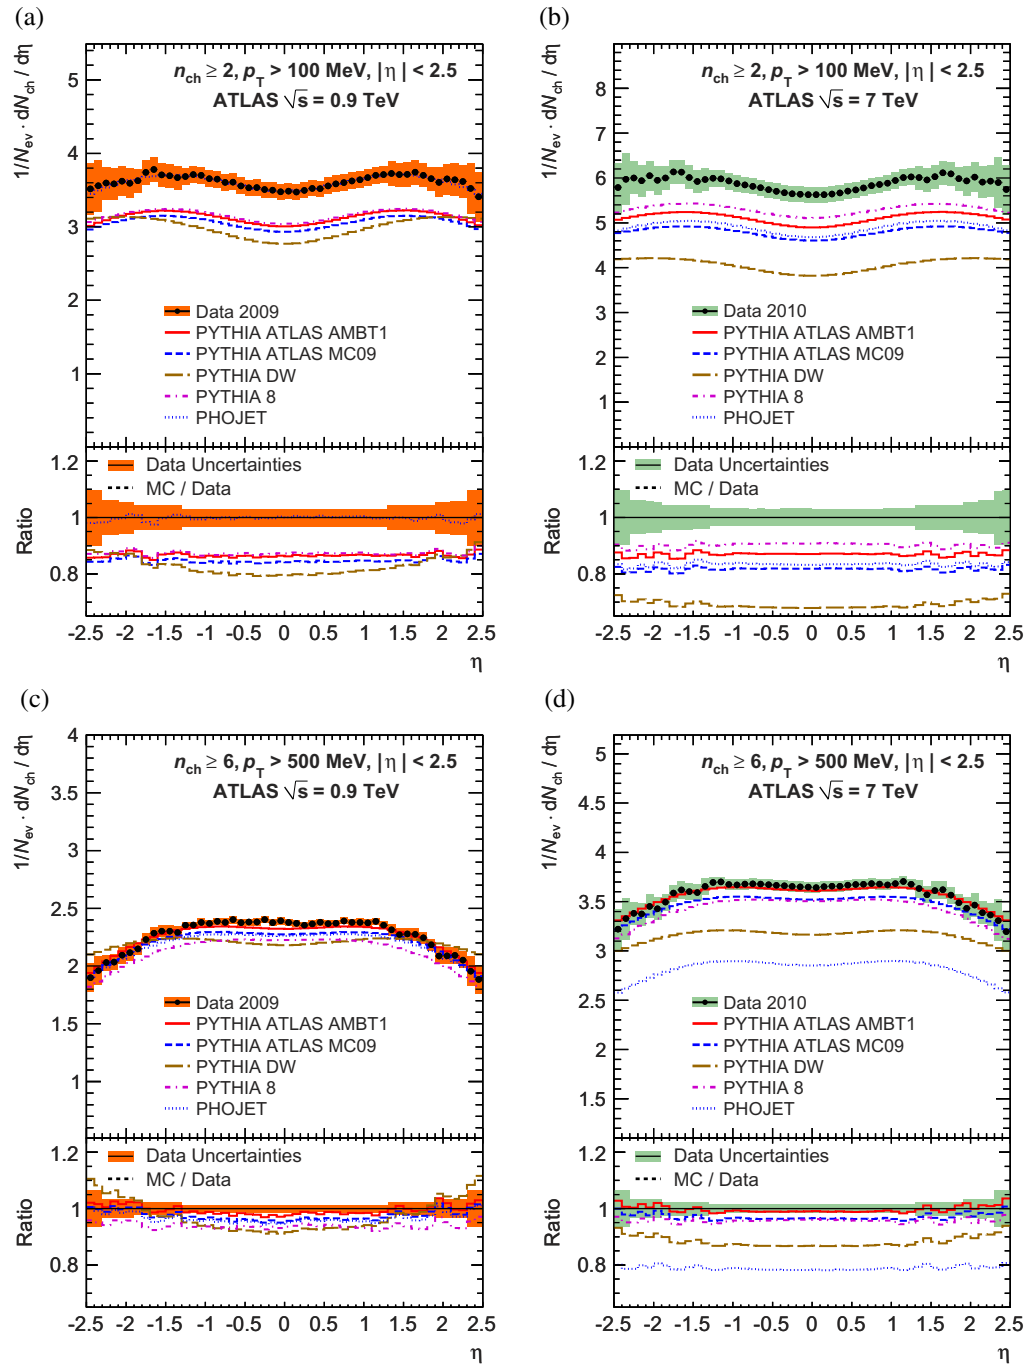 (a)
1/N_ev · dN_ch / dη
n_ch ≥ 2, p_T > 100 MeV, |η| < 2.5
ATLAS √s = 0.9 TeV
5
4
3
2
1
Data 2009
PYTHIA ATLAS AMBT1
PYTHIA ATLAS MC09
PYTHIA DW
PYTHIA 8
PHOJET
Ratio
1.2
1
0.8
Data Uncertainties
MC / Data
-2.5 -2 -1.5 -1 -0.5 0 0.5 1 1.5 2 2.5
η
(b)
1/N_ev · dN_ch / dη
n_ch ≥ 2, p_T > 100 MeV, |η| < 2.5
ATLAS √s = 7 TeV
8
7
6
5
4
3
2
1
Data 2010
PYTHIA ATLAS AMBT1
PYTHIA ATLAS MC09
PYTHIA DW
PYTHIA 8
PHOJET
Ratio
1.2
1
0.8
Data Uncertainties
MC / Data
-2.5 -2 -1.5 -1 -0.5 0 0.5 1 1.5 2 2.5
η
(c)
1/N_ev · dN_ch / dη
n_ch ≥ 6, p_T > 500 MeV, |η| < 2.5
ATLAS √s = 0.9 TeV
4
3.5
3
2.5
2
1.5
1
Data 2009
PYTHIA ATLAS AMBT1
PYTHIA ATLAS MC09
PYTHIA DW
PYTHIA 8
PHOJET
Ratio
1.2
1
0.8
Data Uncertainties
MC / Data
-2.5 -2 -1.5 -1 -0.5 0 0.5 1 1.5 2 2.5
η
(d)
1/N_ev · dN_ch / dη
n_ch ≥ 6, p_T > 500 MeV, |η| < 2.5
ATLAS √s = 7 TeV
5
4.5
4
3.5
3
2.5
2
1.5
Data 2010
PYTHIA ATLAS AMBT1
PYTHIA ATLAS MC09
PYTHIA DW
PYTHIA 8
PHOJET
Ratio
1.2
1
0.8
Data Uncertainties
MC / Data
-2.5 -2 -1.5 -1 -0.5 0 0.5 1 1.5 2 2.5
η